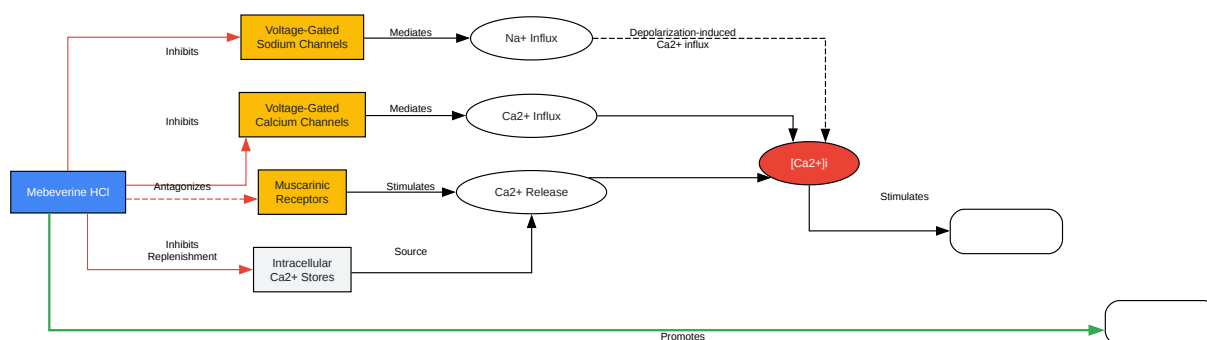 Voltage-Gated
Sodium Channels
Mediates
Na+ Influx
Depolarization-induced
Ca2+ influx
Inhibits
Voltage-Gated
Calcium Channels
Mediates
Ca2+ Influx
Inhibits
[Ca2+]i
Mebeverine HCl
Antagonizes
Muscarinic
Receptors
Stimulates
Ca2+ Release
Stimulates
Inhibits
Replenishment
Intracellular
Ca2+ Stores
Source
Promotes